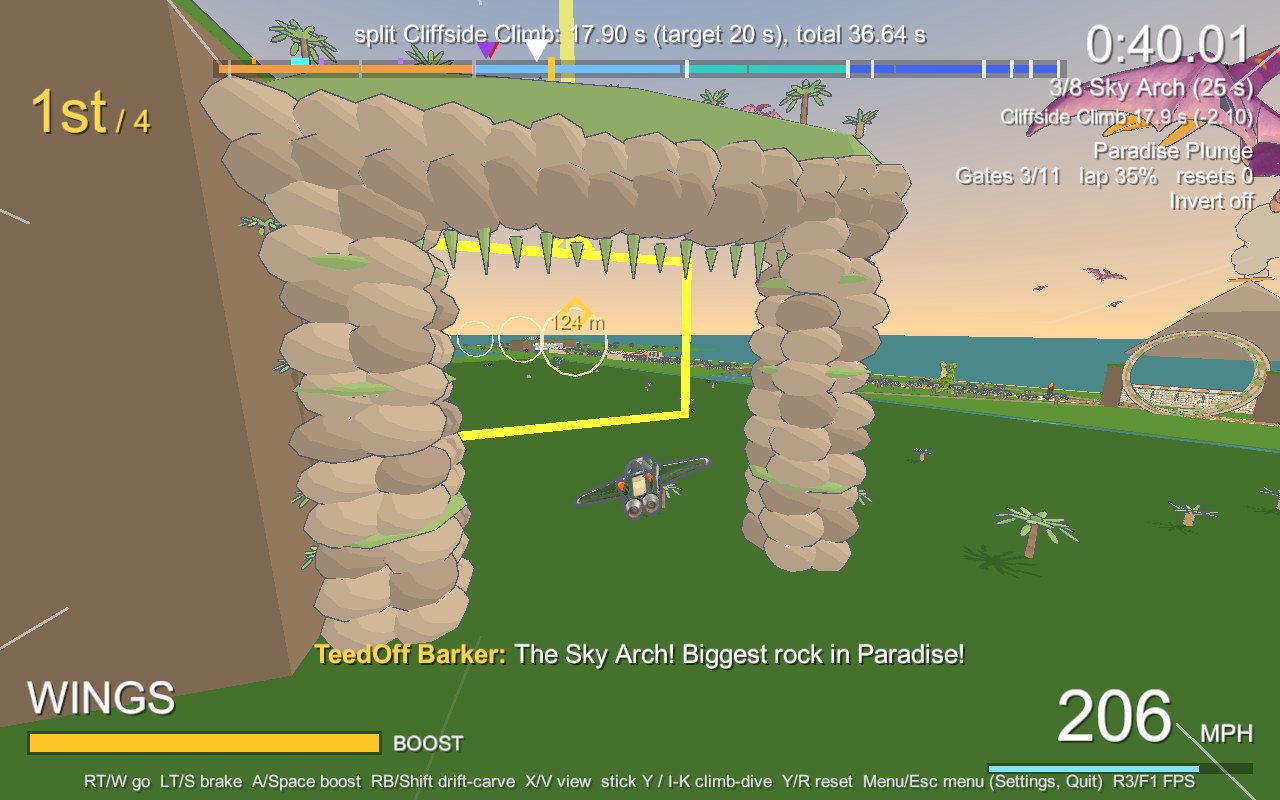 split Cliffside Climb: 17.90 s (target 20 s), total 36.64 s
0:40.01
1st / 4
3/8 Sky Arch (25 s)
Cliffside Climb 17.9 s (-2.10)
Paradise Plunge
Gates 3/11 lap 35% resets 0
Invert off
124 m
TeedOff Barker: The Sky Arch! Biggest rock in Paradise!
WINGS
BOOST
206 MPH
RT/W go LT/S brake A/Space boost RB/Shift drift-carve X/V view stick Y / I-K climb-dive Y/R reset Menu/Esc menu (Settings, Quit) R3/F1 FPS